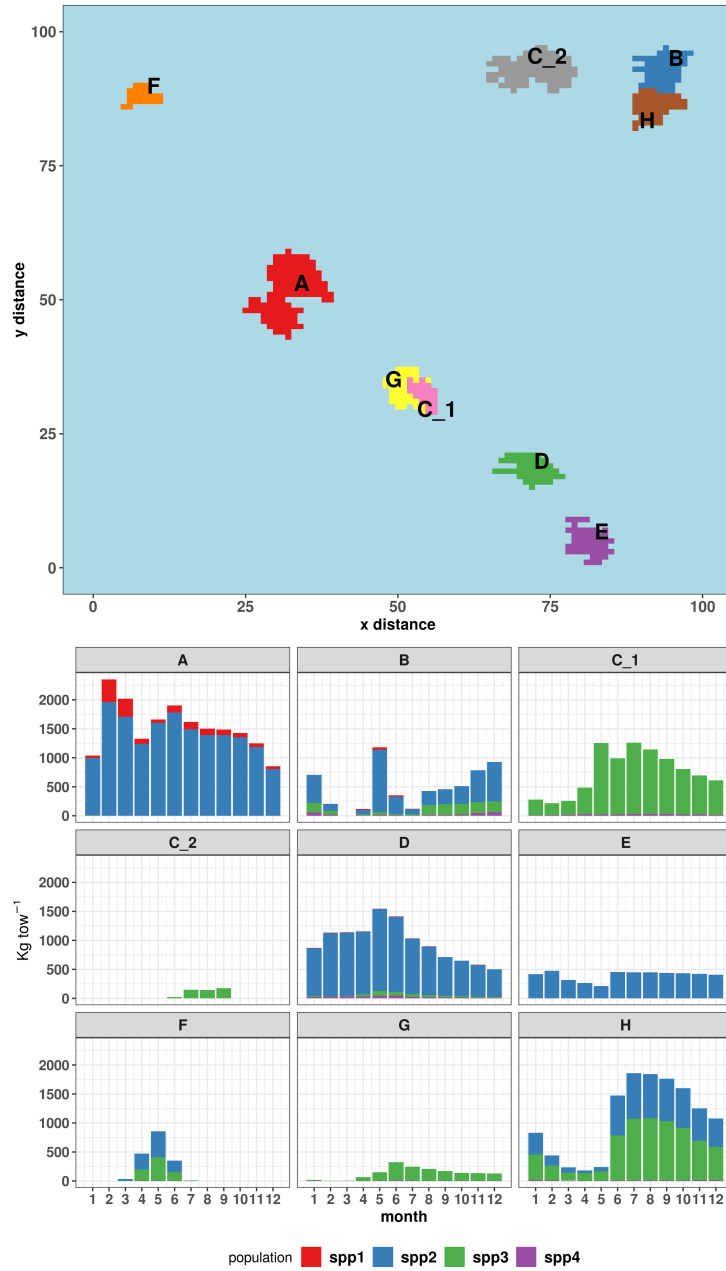 100
C_2
B
F
H
75
y distance
A
50
G
C_1
25
D
E
0
0 25 50 75 100
x distance
A B C_1
2000
1500
1000
500
0
C_2 D E
2000
1500
1000
500
0
Kg tow⁻¹
F G H
2000
1500
1000
500
0
1 2 3 4 5 6 7 8 9 10 11 12 1 2 3 4 5 6 7 8 9 10 11 12 1 2 3 4 5 6 7 8 9 10 11 12
month
population spp1 spp2 spp3 spp4